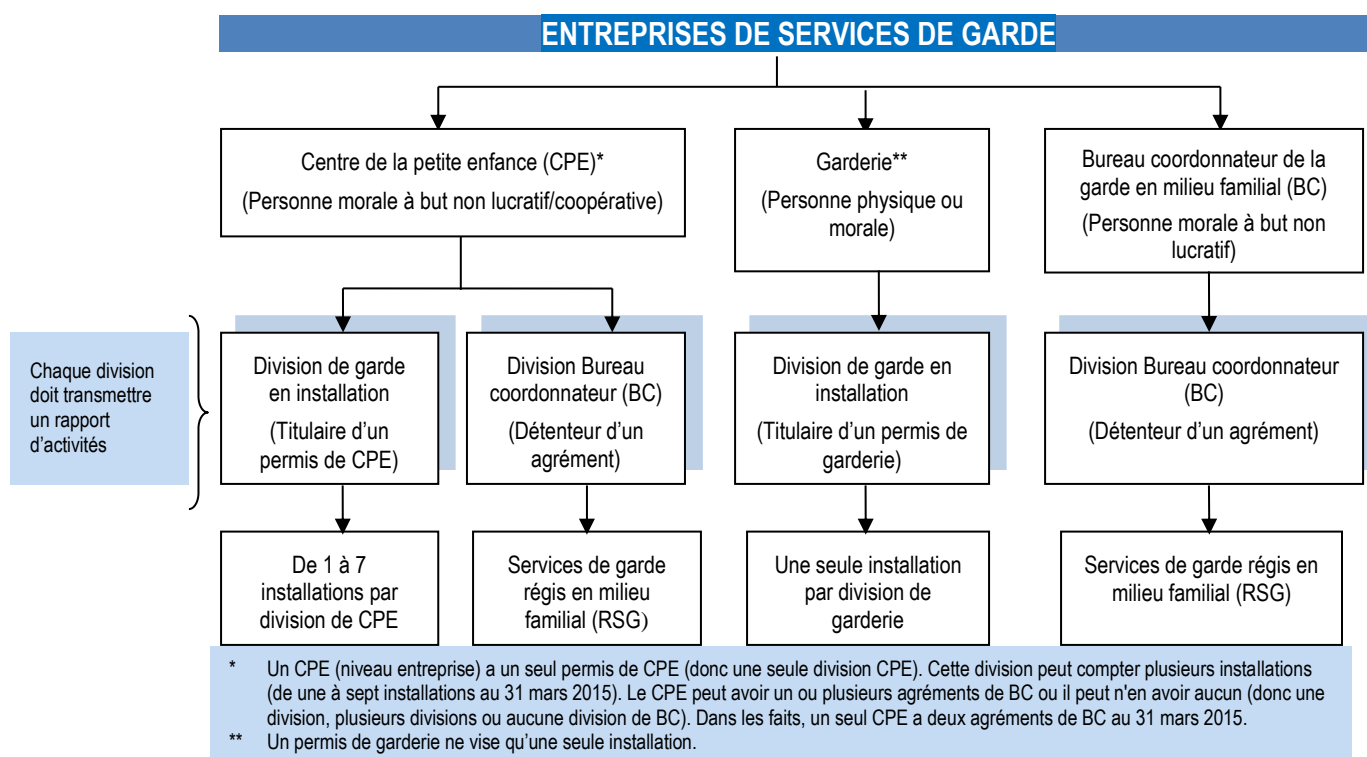 ENTREPRISES DE SERVICES DE GARDE
Centre de la petite enfance (CPE)*
(Personne morale à but non lucratif/coopérative)
Garderie**
(Personne physique ou
morale)
Bureau coordonnateur de la
garde en milieu familial (BC)
(Personne morale à but non
lucratif)
Chaque division
doit transmettre
un rapport
d’activités
Division de garde
en installation
(Titulaire d’un
permis de CPE)
Division Bureau
coordonnateur (BC)
(Détenteur d’un
agrément)
Division de garde en
installation
(Titulaire d’un permis de
garderie)
Division Bureau coordonnateur
(BC)
(Détenteur d’un agrément)
De 1 à 7
installations par
division de CPE
Services de garde
régis en milieu
familial (RSG)
Une seule installation
par division de
garderie
Services de garde régis en
milieu familial (RSG)
* Un CPE (niveau entreprise) a un seul permis de CPE (donc une seule division CPE). Cette division peut compter plusieurs installations
(de une à sept installations au 31 mars 2015). Le CPE peut avoir un ou plusieurs agréments de BC ou il peut n'en avoir aucun (donc une
division, plusieurs divisions ou aucune division de BC). Dans les faits, un seul CPE a deux agréments de BC au 31 mars 2015.
** Un permis de garderie ne vise qu’une seule installation.